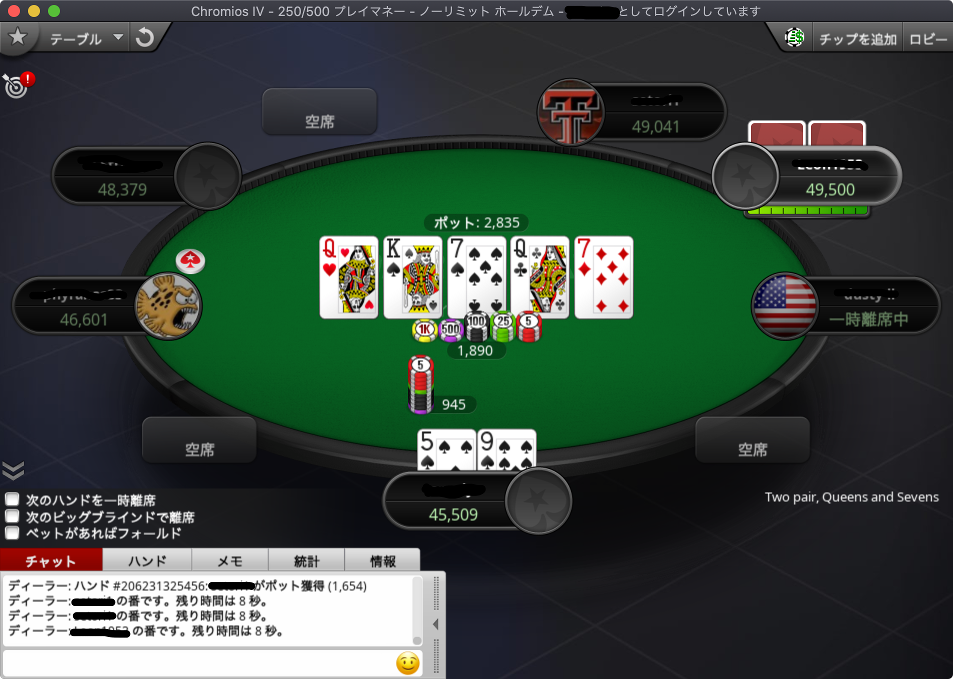 Chromios IV - 250/500 プレイマネー - ノーリミット ホールデム - としてログインしています
テーブル
チップを追加
ロビー
空席
49,041
48,379
49,500
ポット: 2,835
Q K 7 Q 7
46,601
一時離席中
1K 500 100 25 5
1,890
5
945
5 9
空席
空席
45,509
Two pair, Queens and Sevens
次のハンドを一時離席
次のビッグブラインドで離席
ベットがあればフォールド
チャット ハンド メモ 統計 情報
ディーラー: ハンド #206231325456: がポット獲得 (1,654)
ディーラー: の番です。残り時間は 8 秒。
ディーラー: の番です。残り時間は 8 秒。
ディーラー: の番です。残り時間は 8 秒。